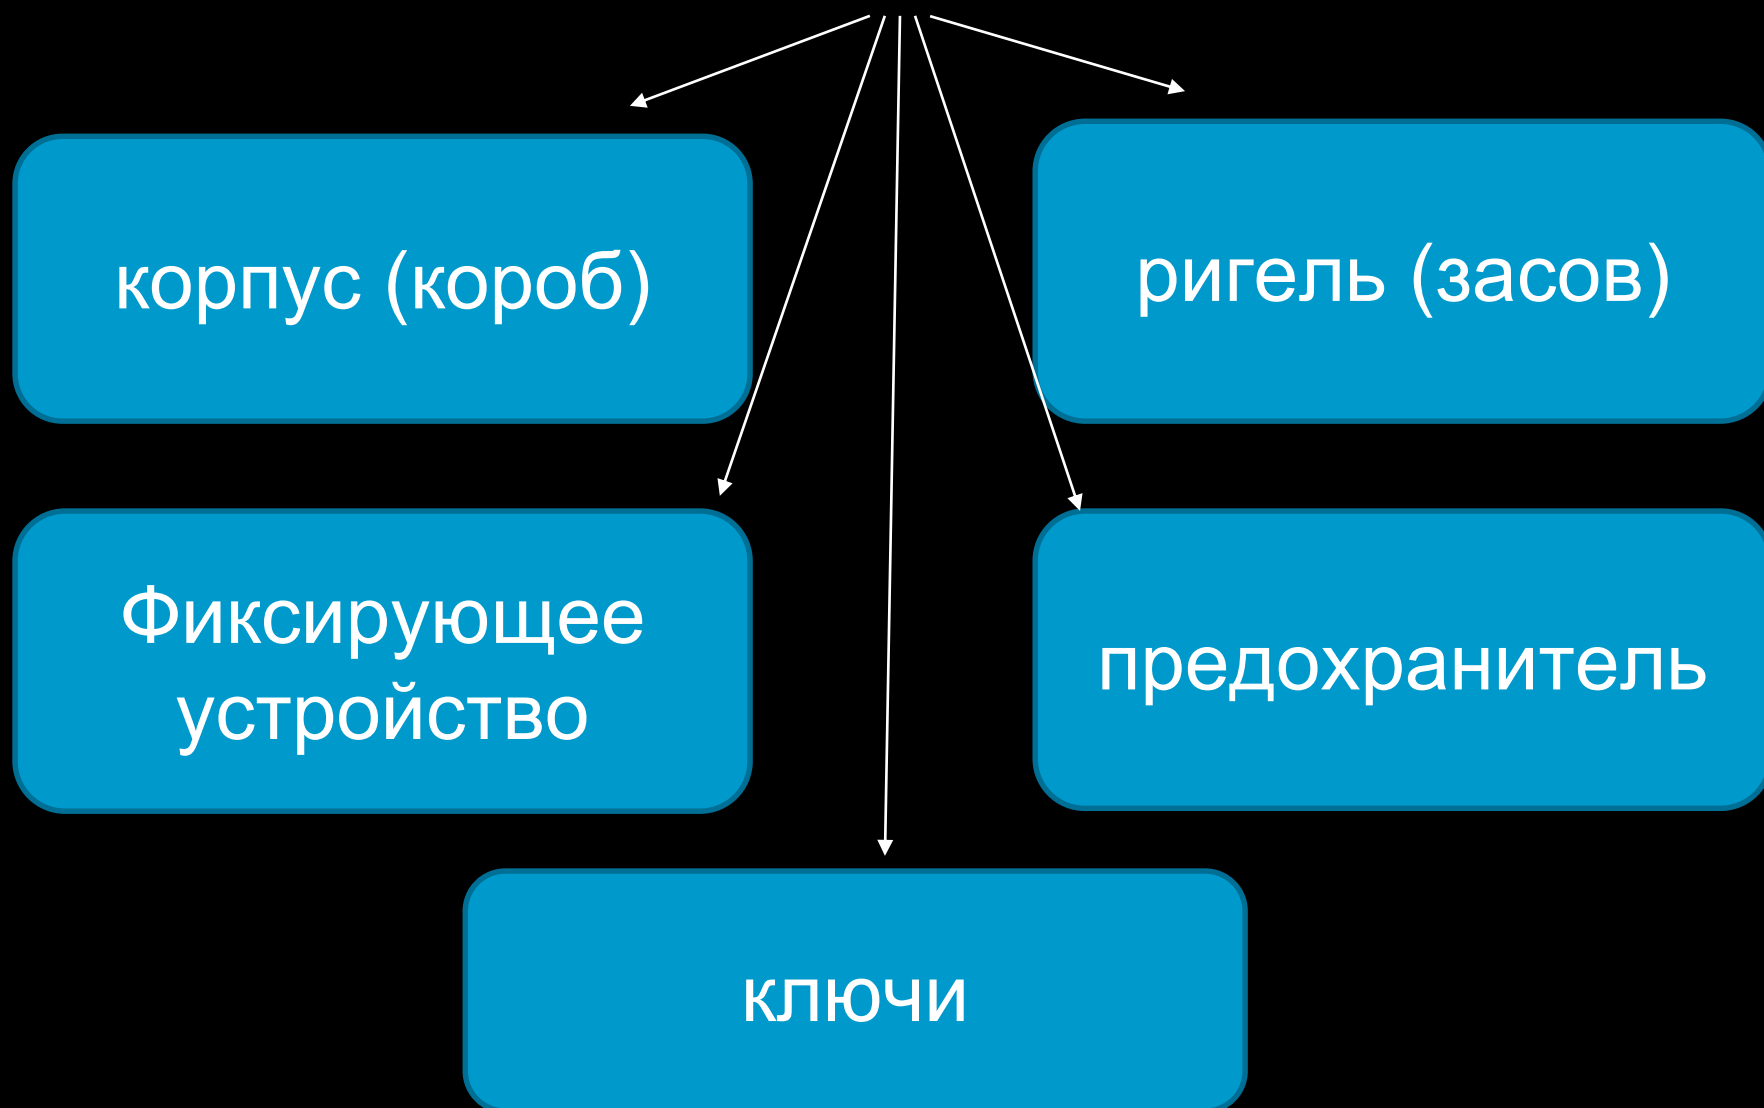 корпус (короб)
ригель (засов)
Фиксирующее
устройство
предохранитель
ключи